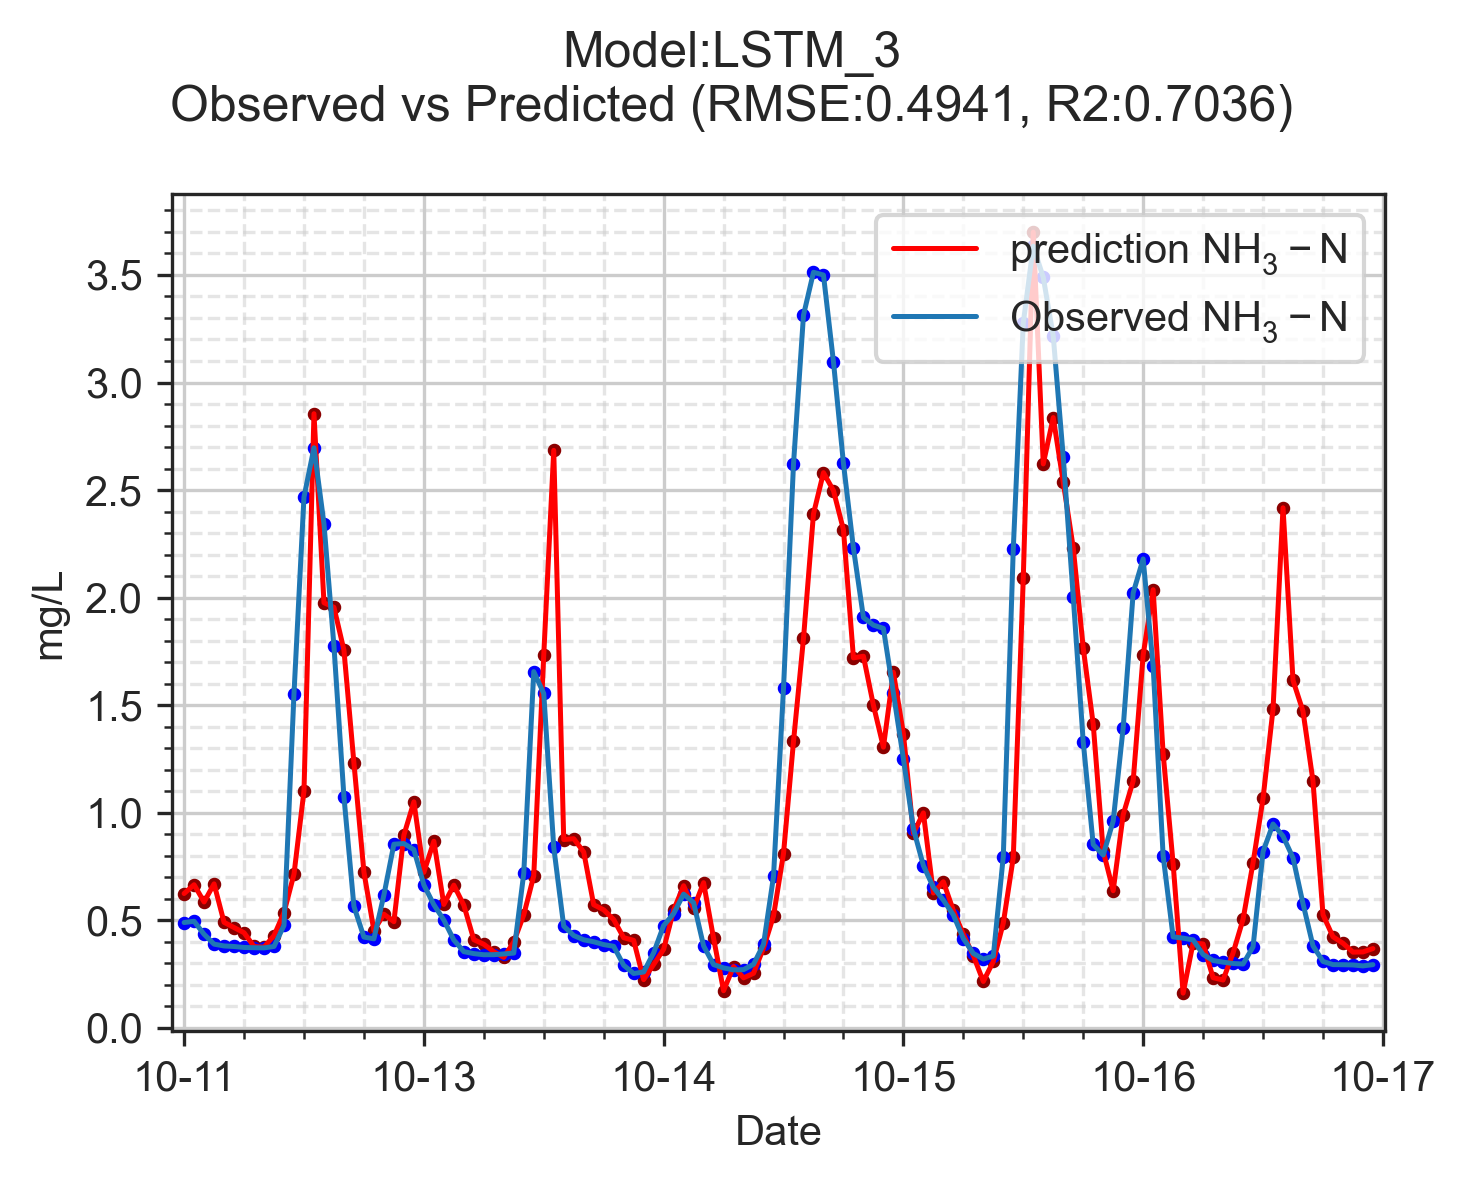 Model:LSTM_3
Observed vs Predicted (RMSE:0.4941, R2:0.7036)
prediction NH₃ − N
Observed NH₃ − N
3.5
3.0
2.5
2.0
1.5
1.0
0.5
0.0
mg/L
10-11 10-13 10-14 10-15 10-16 10-17
Date